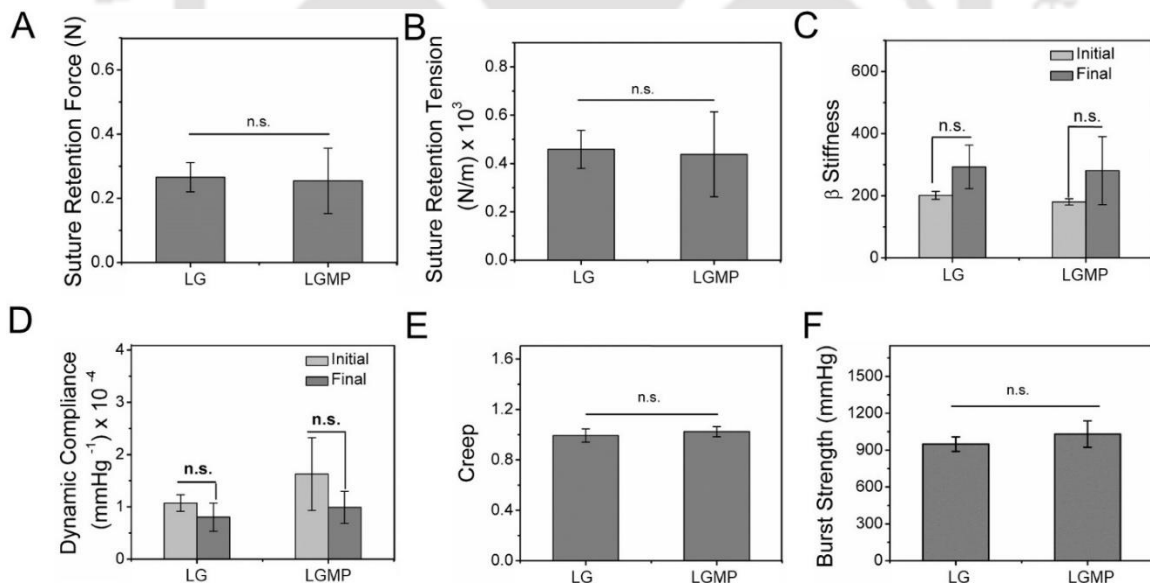 A
Suture Retention Force (N)
0.6
0.4
0.2
0.0
n.s.
LG
LGMP
B
Suture Retention Tension
(N/m) x 10³
0.8
0.6
0.4
0.2
0.0
n.s.
LG
LGMP
C
β Stiffness
600
400
200
0
Initial
Final
n.s.
n.s.
LG
LGMP
D
Dynamic Compliance
(mmHg ⁻¹) x 10 ⁻⁴
4
3
2
1
0
Initial
Final
n.s.
n.s.
LG
LGMP
E
Creep
1.6
1.2
0.8
0.4
0.0
n.s.
LG
LGMP
F
Burst Strength (mmHg)
1500
1200
900
600
300
0
n.s.
LG
LGMP